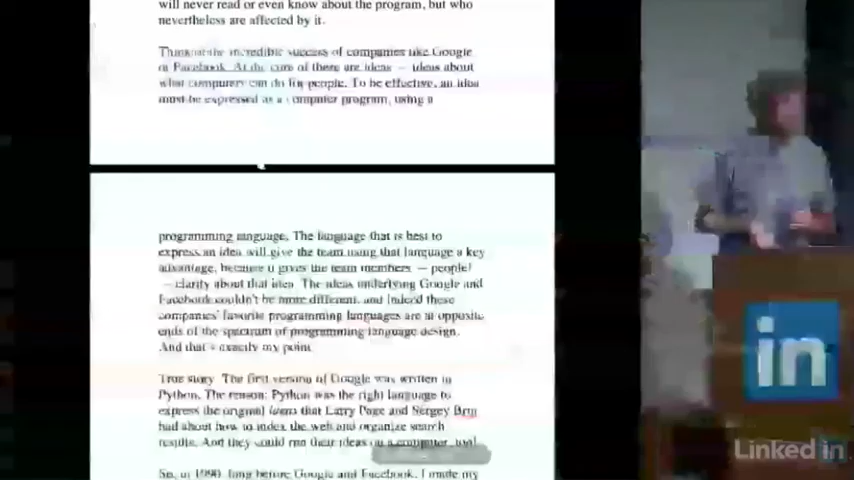 will never read or even know about the program, but who
nevertheless are affected by it.
Think of the incredible success of companies like Google
or Facebook. At the core of these are ideas — ideas about
what computers can do for people. To be effective, an idea
must be expressed as a computer program, using a
programming language. The language that is best to
express an idea will give the team using that language a key
advantage, because it gives the team members — people!
— clarity about that idea. The ideas underlying Google and
Facebook couldn't be more different, and indeed these
companies' favorite programming languages are at opposite
ends of the spectrum of programming language design.
And that's exactly my point.
True story: The first version of Google was written in
Python. The reason: Python was the right language to
express the original ideas that Larry Page and Sergey Brin
had about how to index the web and organize search
results. And they could run their ideas on a computer, too!
So, in 1990, long before Google and Facebook, I made my
in
Linked in